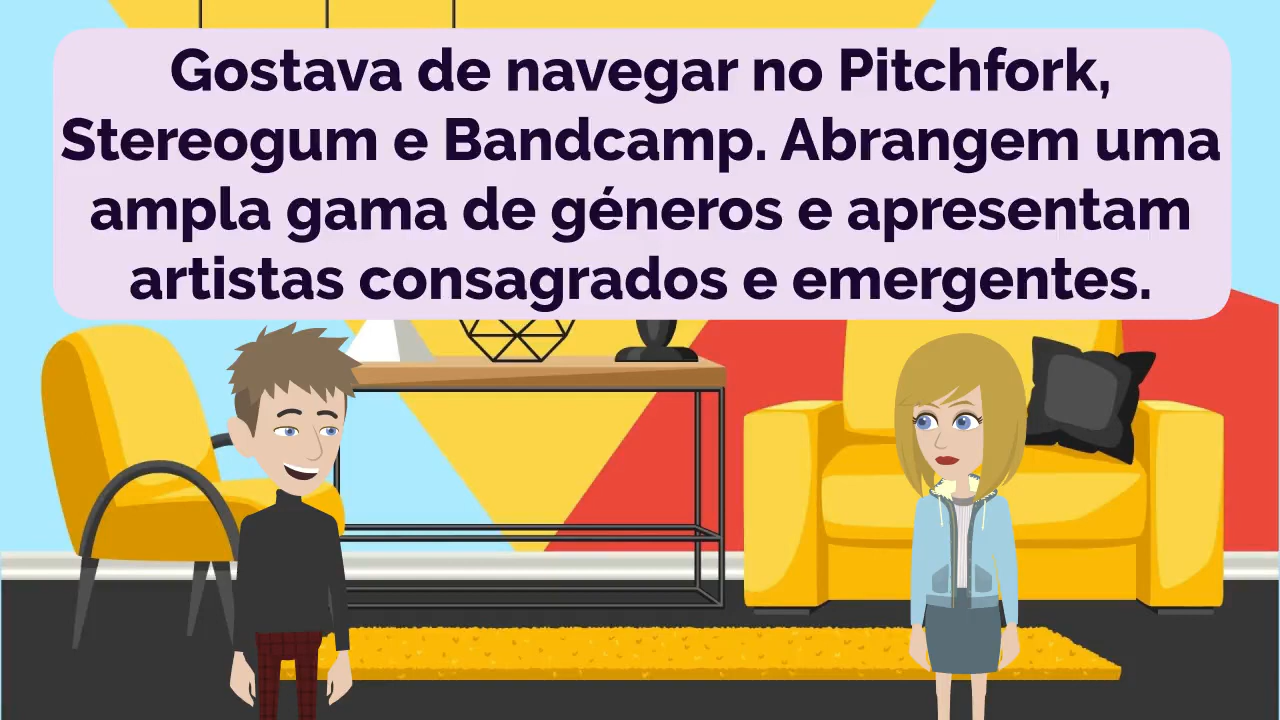 Gostava de navegar no Pitchfork,
Stereogum e Bandcamp. Abrangem uma
ampla gama de géneros e apresentam
artistas consagrados e emergentes.